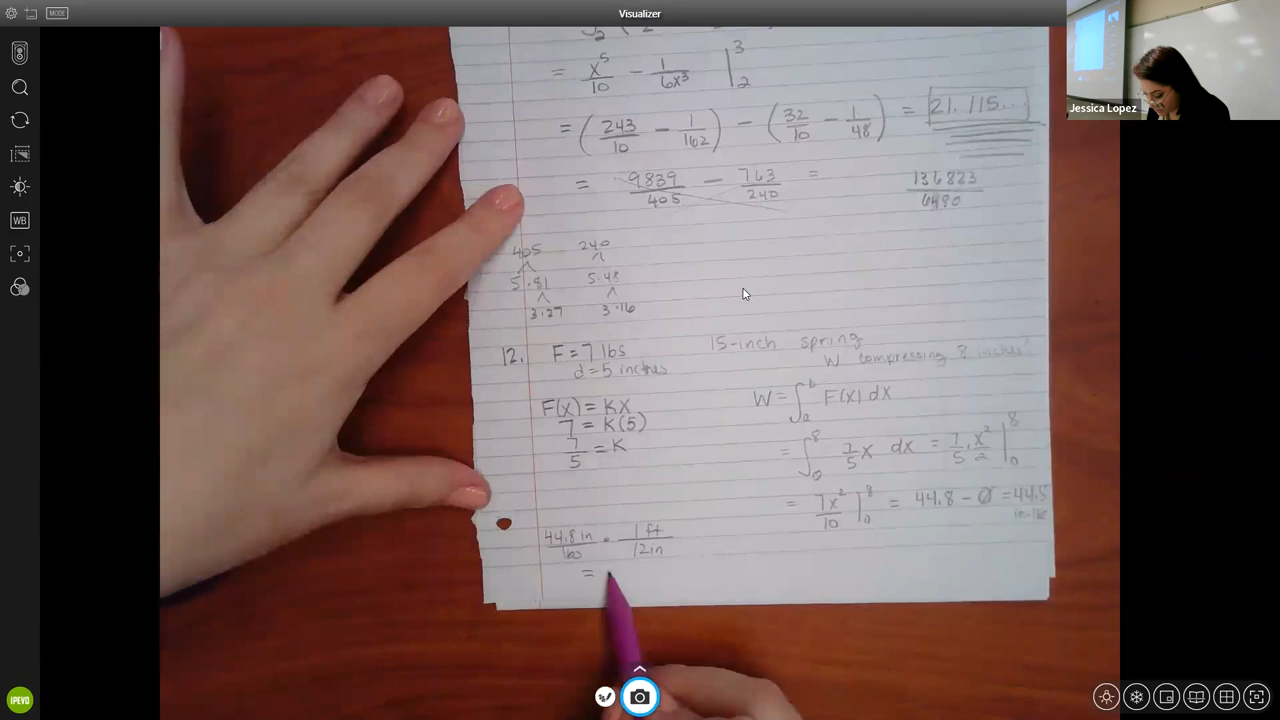 MODE
Visualizer
Jessica Lopez
WB
= x^5/10 - 1/6x^3 |_2^3
= (243/10 - 1/162) - (32/10 - 1/48) = 21.115...
= 9839/405 - 763/240 = 136823/6480
405 240
5·81 5·48
3·27 3·16
12. F = 7 lbs
d = 5 inches
15-inch spring
W compressing 8 inches?
F(x) = Kx
7 = K(5)
7/5 = K
W = ∫_a^b F(x) dx
= ∫_0^8 7/5 x dx = 7/5 · x^2/2 |_0^8
= 7x^2/10 |_0^8 = 44.8 - 0 = 44.8
in-lbs
44.8 in/lbs · 1 ft/12 in
=
IPEVO